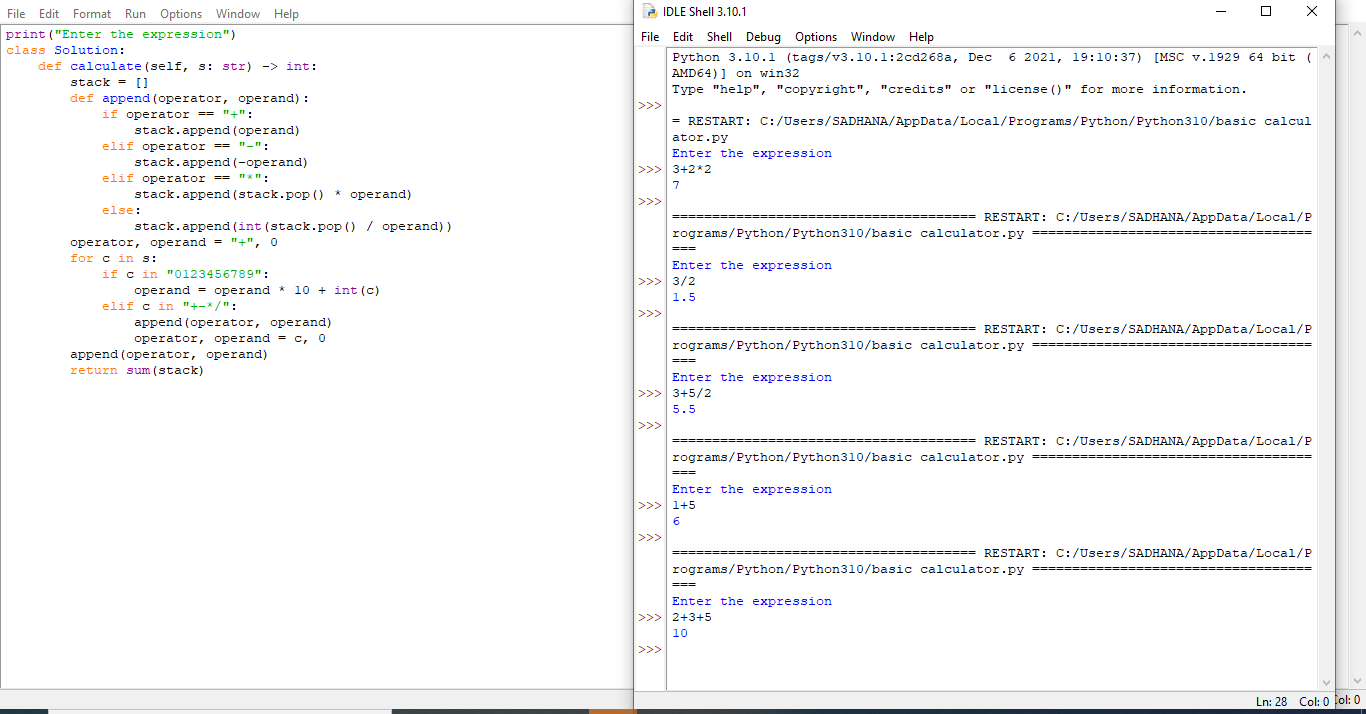 File Edit Format Run Options Window Help
print("Enter the expression")
class Solution:
    def calculate(self, s: str) -> int:
        stack = []
        def append(operator, operand):
            if operator == "+":
                stack.append(operand)
            elif operator == "-":
                stack.append(-operand)
            elif operator == "*":
                stack.append(stack.pop() * operand)
            else:
                stack.append(int(stack.pop() / operand))
        operator, operand = "+", 0
        for c in s:
            if c in "0123456789":
                operand = operand * 10 + int(c)
            elif c in "+-*/":
                append(operator, operand)
                operator, operand = c, 0
        append(operator, operand)
        return sum(stack)
IDLE Shell 3.10.1
File Edit Shell Debug Options Window Help
Python 3.10.1 (tags/v3.10.1:2cd268a, Dec  6 2021, 19:10:37) [MSC v.1929 64 bit (
AMD64)] on win32
Type "help", "copyright", "credits" or "license()" for more information.
>>>
= RESTART: C:/Users/SADHANA/AppData/Local/Programs/Python/Python310/basic calcul
ator.py
Enter the expression
>>> 3+2*2
7
>>>
====================================== RESTART: C:/Users/SADHANA/AppData/Local/P
rograms/Python/Python310/basic calculator.py ===================================
===
Enter the expression
>>> 3/2
1.5
>>>
====================================== RESTART: C:/Users/SADHANA/AppData/Local/P
rograms/Python/Python310/basic calculator.py ===================================
===
Enter the expression
>>> 3+5/2
5.5
>>>
====================================== RESTART: C:/Users/SADHANA/AppData/Local/P
rograms/Python/Python310/basic calculator.py ===================================
===
Enter the expression
>>> 1+5
6
>>>
====================================== RESTART: C:/Users/SADHANA/AppData/Local/P
rograms/Python/Python310/basic calculator.py ===================================
===
Enter the expression
>>> 2+3+5
10
>>>
Ln: 28 Col: 0
ol: 0